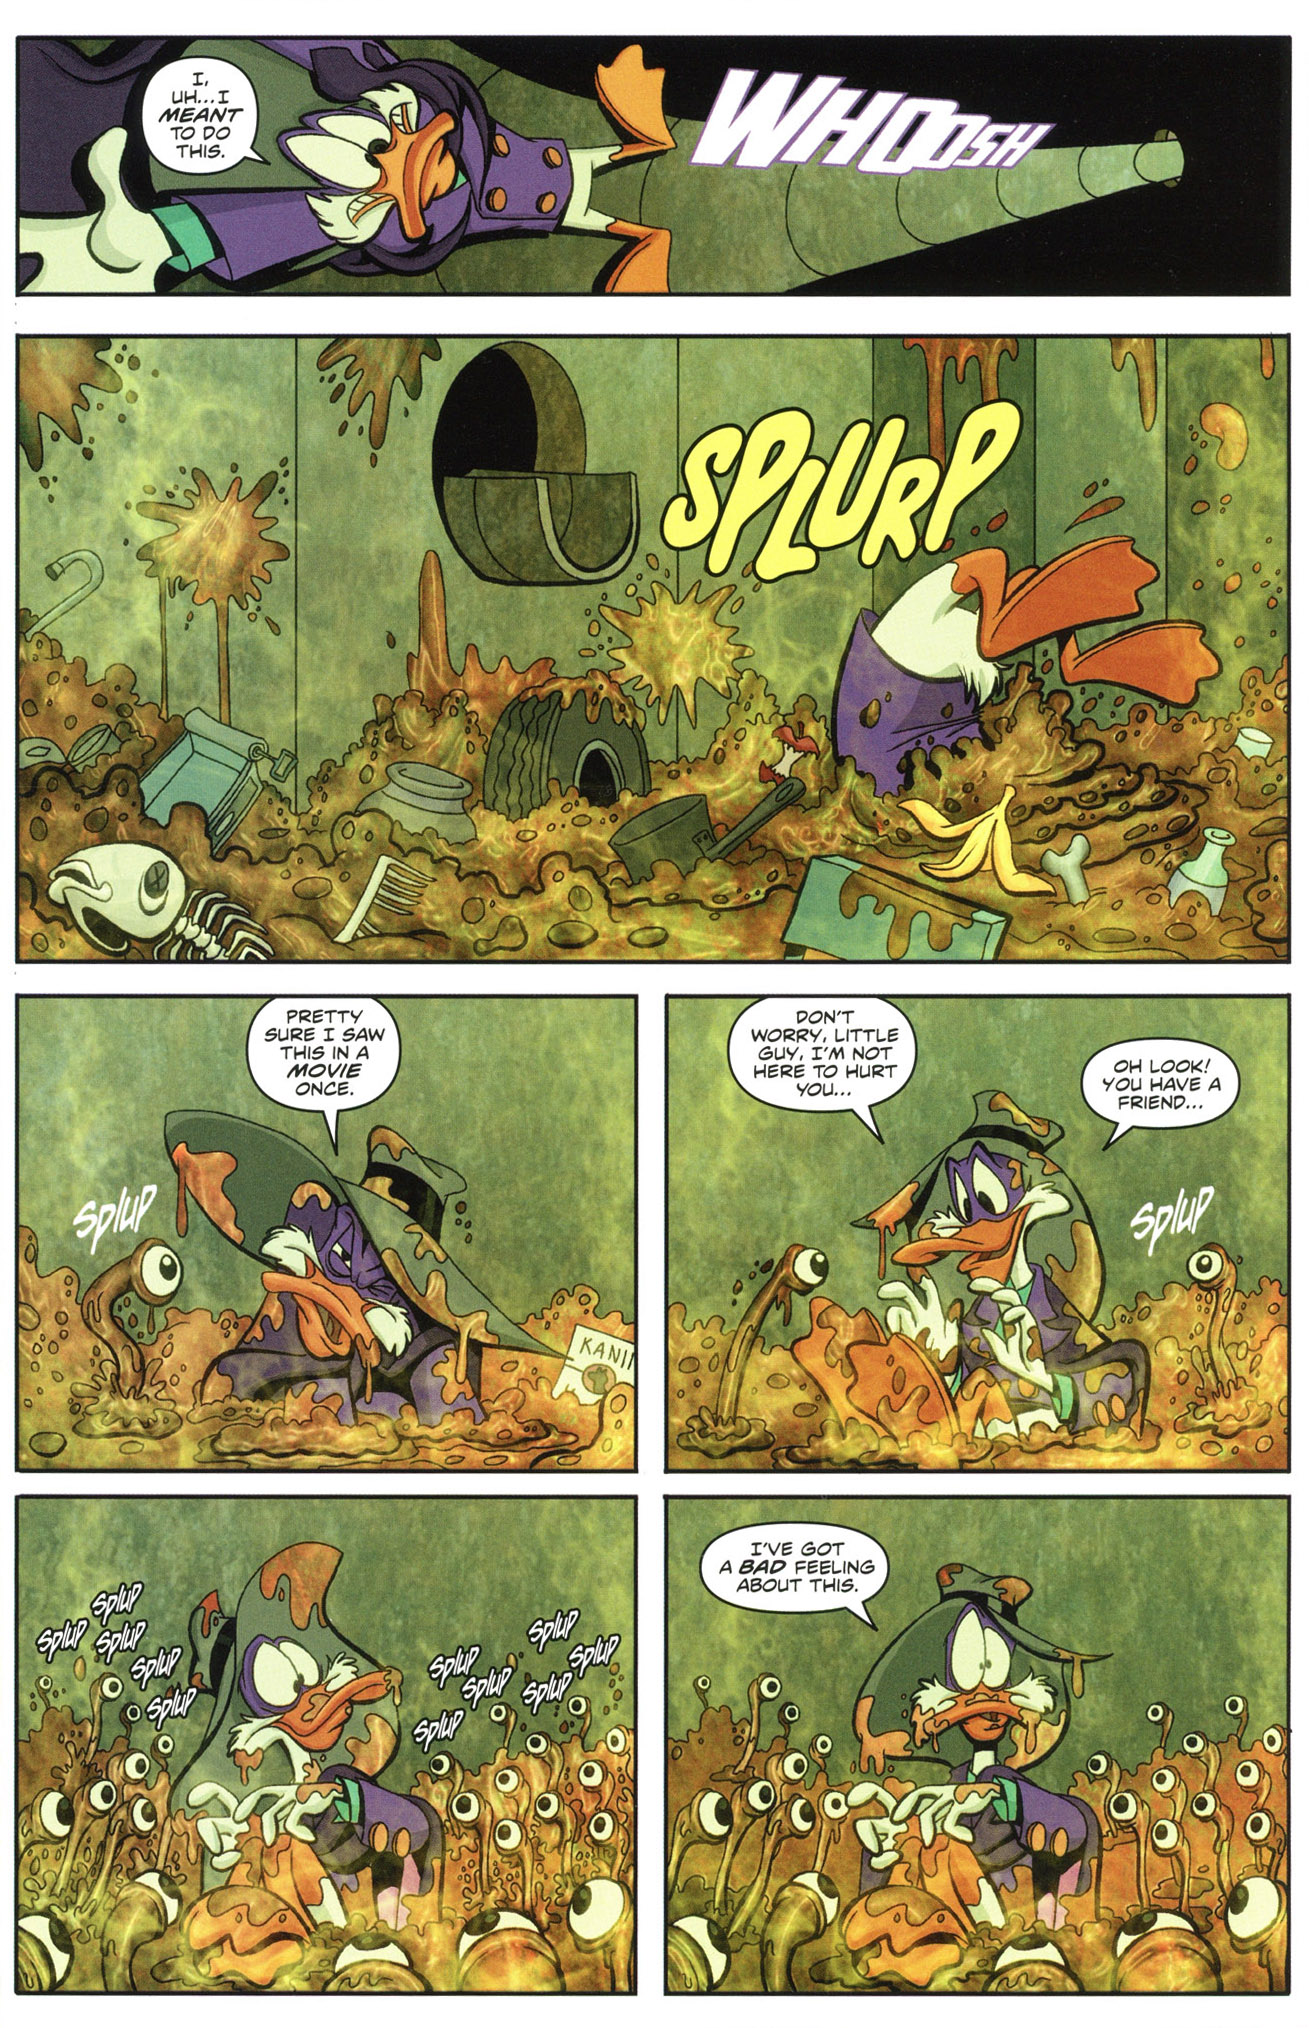 I,
UH...I
MEANT
TO DO
THIS.
WHOOSH
SPLURP
PRETTY
SURE I SAW
THIS IN A
MOVIE
ONCE.
SPLUP
KANII
DON'T
WORRY, LITTLE
GUY, I'M NOT
HERE TO HURT
YOU...
OH LOOK!
YOU HAVE A
FRIEND...
SPLUP
SPLUP
SPLUP
SPLUP
SPLUP
SPLUP
SPLUP
SPLUP
SPLUP
SPLUP
SPLUP
SPLUP
I'VE GOT
A BAD FEELING
ABOUT THIS.